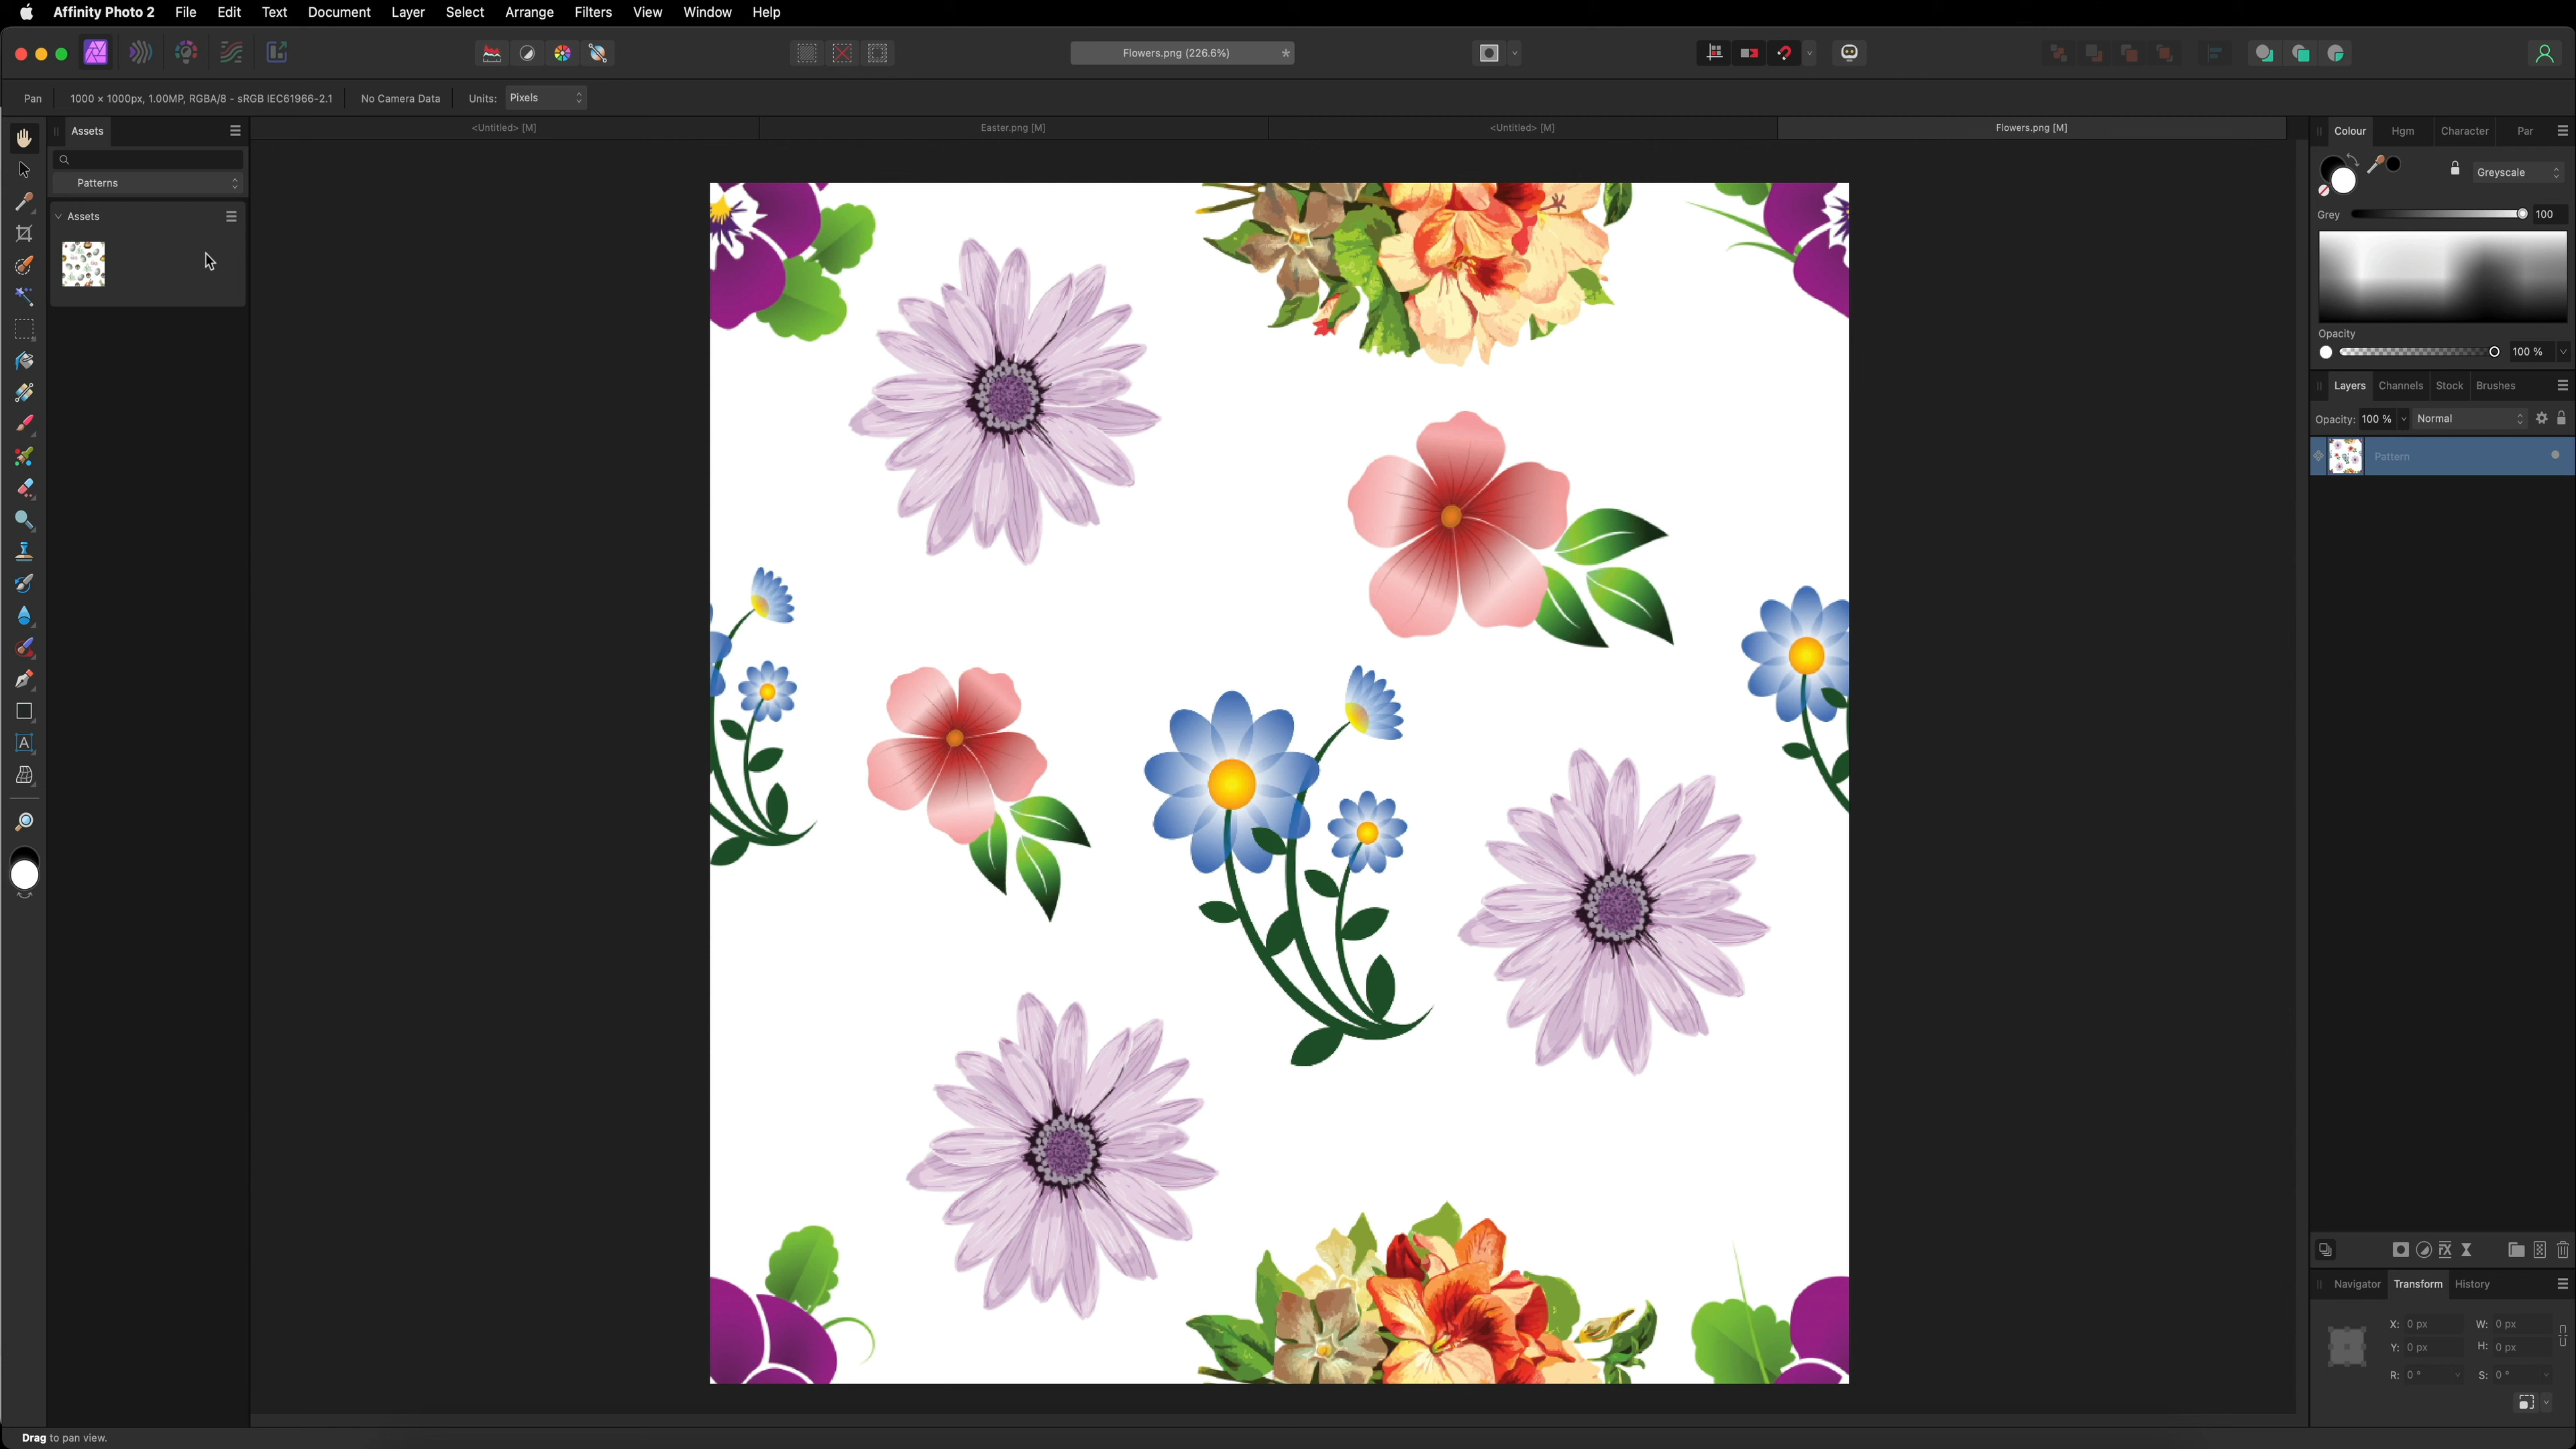 Affinity Photo 2 File Edit Text Document Layer Select Arrange Filters View Window Help
Flowers.png (226.6%) *
Pan 1000 × 1000px, 1.00MP, RGBA/8 - sRGB IEC61966-2.1 No Camera Data Units: Pixels
Assets
<Untitled> [M] Easter.png [M] <Untitled> [M] Flowers.png [M]
Patterns
Assets
Colour Hgm Character Par
Greyscale
Grey 100
Opacity
100 %
Layers Channels Stock Brushes
Opacity: 100 % Normal
Pattern
Navigator Transform History
X: 0 px W: 0 px
Y: 0 px H: 0 px
R: 0 ° S: 0 °
Drag to pan view.